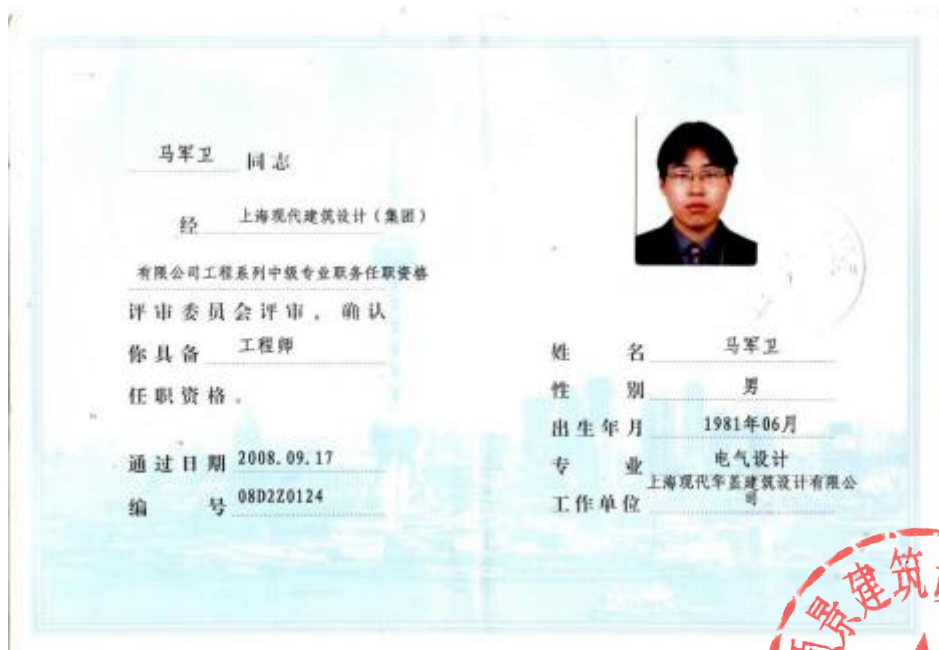 马军卫 同志
经 上海现代建筑设计（集团）
有限公司工程系列中级专业职务任职资格
评审委员会评审，确认
你具备 工程师
任职资格。
通过日期 2008.09.17
编 号 08D2Z0124
姓 名 马军卫
性 别 男
出生年月 1981年06月
专 业 电气设计
工作单位 上海现代华盖建筑设计有限公
司
景建筑